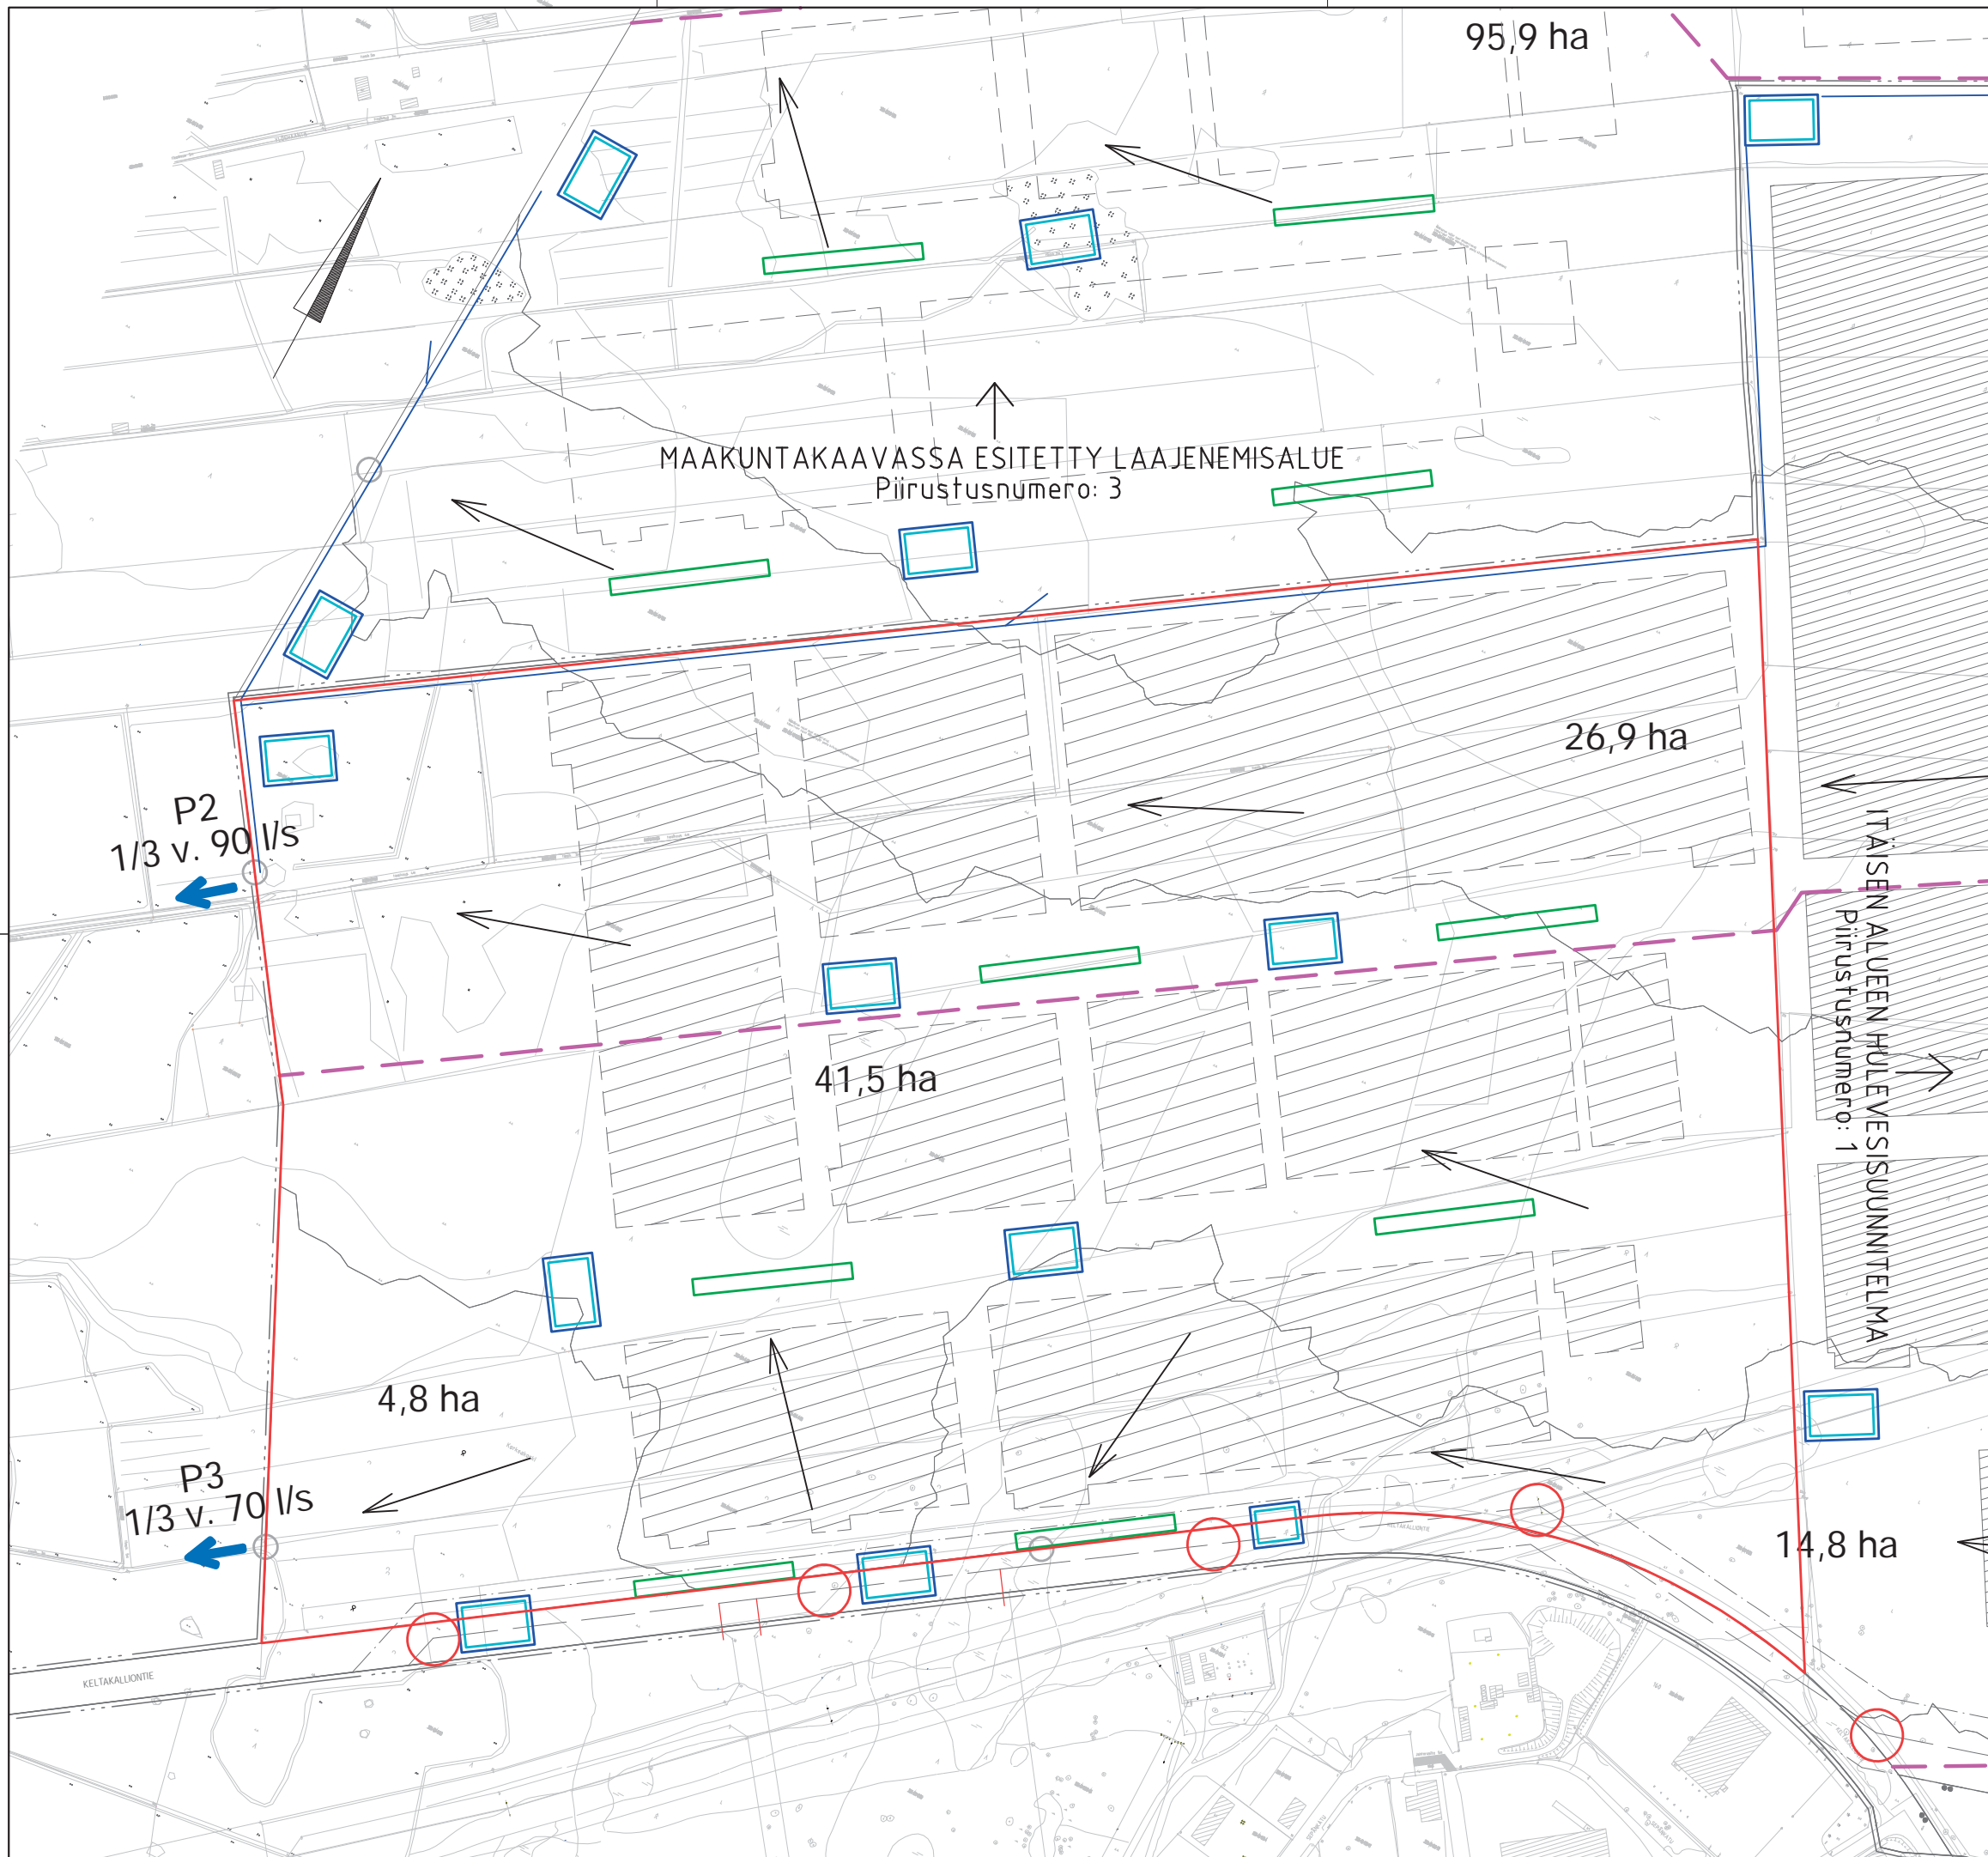 95,9 ha
MAAKUNTAKAAVASSA ESITETTY LAAJENEMISALUE
Piirustusnumero: 3
26,9 ha
P2
1/3 v. 90 l/s
ITÄISEN ALUEEN HULEVESISUUNNITELMA
Piirustusnumero: 1
41,5 ha
4,8 ha
P3
1/3 v. 70 l/s
14,8 ha
KELTAKALLIONTIE
KELTAKALLIONTIE